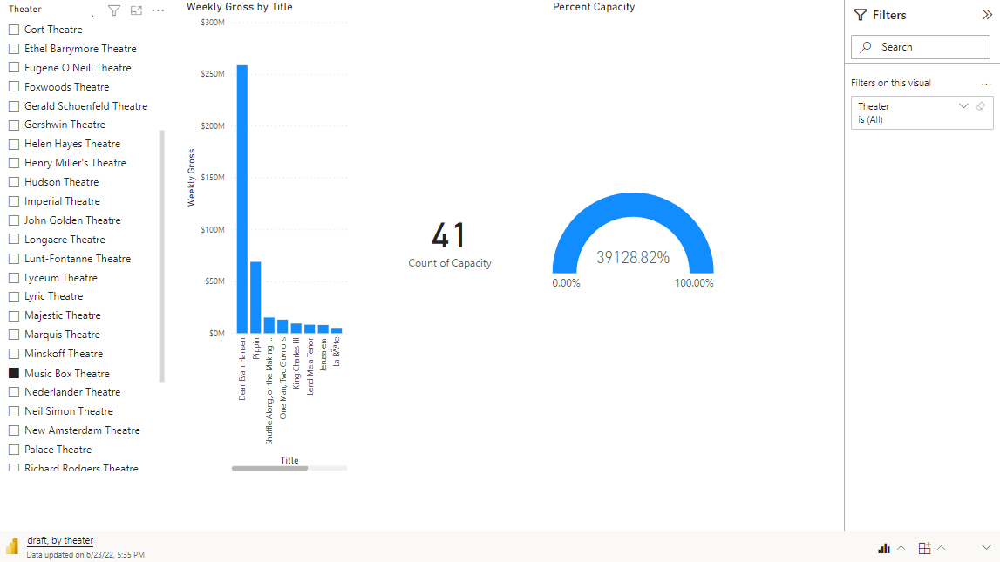 Theater
Cort Theatre
Ethel Barrymore Theatre
Eugene O'Neill Theatre
Foxwoods Theatre
Gerald Schoenfeld Theatre
Gershwin Theatre
Helen Hayes Theatre
Henry Miller's Theatre
Hudson Theatre
Imperial Theatre
John Golden Theatre
Longacre Theatre
Lunt-Fontanne Theatre
Lyceum Theatre
Lyric Theatre
Majestic Theatre
Marquis Theatre
Minskoff Theatre
Music Box Theatre
Nederlander Theatre
Neil Simon Theatre
New Amsterdam Theatre
Palace Theatre
Richard Rodgers Theatre
Weekly Gross by Title
Weekly Gross
$300M
$250M
$200M
$150M
$100M
$50M
$0M
Dear Evan Hansen
Pippin
Shuffle Along, or the Making ...
One Man, Two Guvnors
King Charles III
Lend Me a Tenor
Jerusalem
La BÃªte
Title
41
Count of Capacity
Percent Capacity
39128.82%
0.00%
100.00%
Filters
Search
Filters on this visual
...
Theater
is (All)
draft, by theater
Data updated on 6/23/22, 5:35 PM